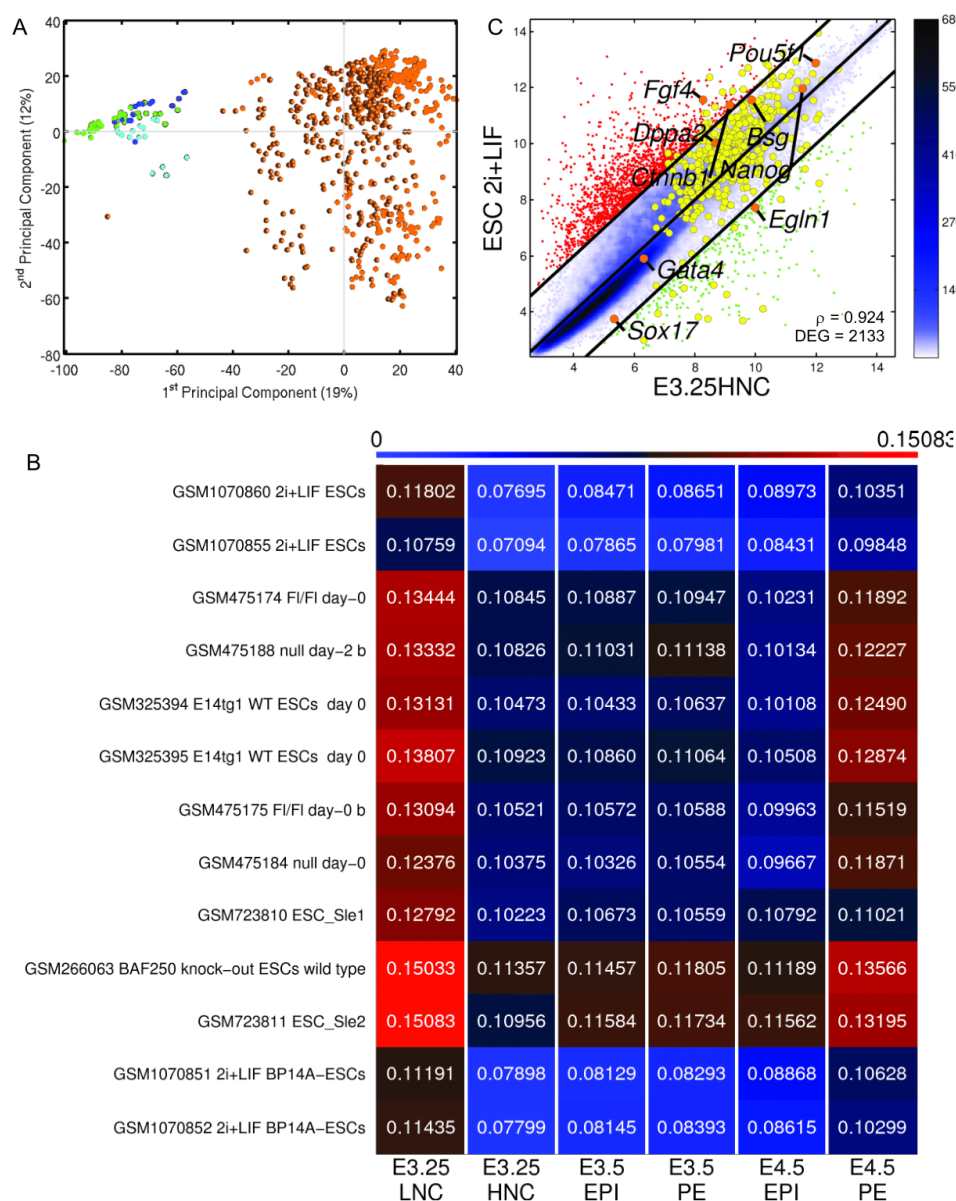 A
40
20
0
-20
-40
-60
-80
-100
-80
-60
-40
-20
0
20
40
2nd Principal Component (12%)
1st Principal Component (19%)
C
14
12
10
8
6
4
4
6
8
10
12
14
ESC 2i+LIF
E3.25HNC
Pou5f1
Fgf4
Dppa2
Bsg
Ctnnb1
Nanog
Egln1
Gata4
Sox17
ρ = 0.924
DEG = 2133
68
55
41
27
14
B
0
0.15083
GSM1070860 2i+LIF ESCs 0.11802 0.07695 0.08471 0.08651 0.08973 0.10351
GSM1070855 2i+LIF ESCs 0.10759 0.07094 0.07865 0.07981 0.08431 0.09848
GSM475174 Fl/Fl day−0 0.13444 0.10845 0.10887 0.10947 0.10231 0.11892
GSM475188 null day−2 b 0.13332 0.10826 0.11031 0.11138 0.10134 0.12227
GSM325394 E14tg1 WT ESCs day 0 0.13131 0.10473 0.10433 0.10637 0.10108 0.12490
GSM325395 E14tg1 WT ESCs day 0 0.13807 0.10923 0.10860 0.11064 0.10508 0.12874
GSM475175 Fl/Fl day−0 b 0.13094 0.10521 0.10572 0.10588 0.09963 0.11519
GSM475184 null day−0 0.12376 0.10375 0.10326 0.10554 0.09667 0.11871
GSM723810 ESC_Sle1 0.12792 0.10223 0.10673 0.10559 0.10792 0.11021
GSM266063 BAF250 knock−out ESCs wild type 0.15033 0.11357 0.11457 0.11805 0.11189 0.13566
GSM723811 ESC_Sle2 0.15083 0.10956 0.11584 0.11734 0.11562 0.13195
GSM1070851 2i+LIF BP14A−ESCs 0.11191 0.07898 0.08129 0.08293 0.08868 0.10628
GSM1070852 2i+LIF BP14A−ESCs 0.11435 0.07799 0.08145 0.08393 0.08615 0.10299
E3.25 E3.25 E3.5 E3.5 E4.5 E4.5
LNC HNC EPI PE EPI PE